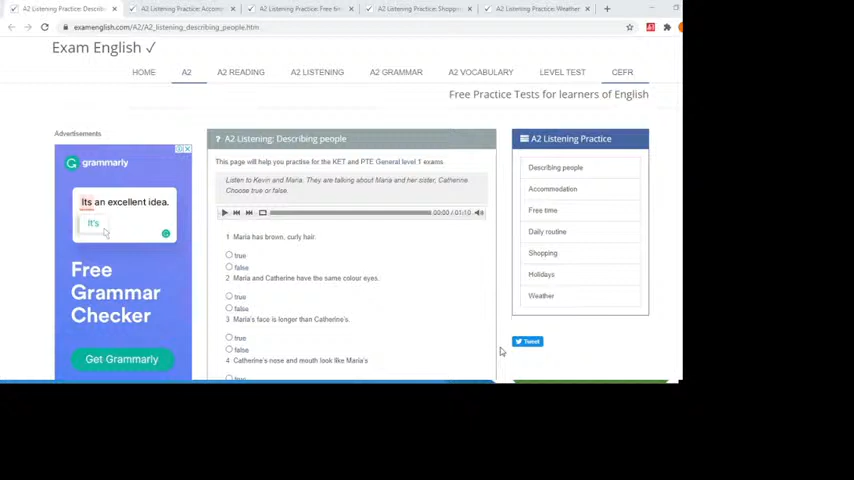 A2 Listening Practice: Describ
A2 Listening Practice: Accom
A2 Listening Practice: Free tim
A2 Listening Practice: Shoppi
A2 Listening Practice: Weather
examenglish.com/A2/A2_listening_describing_people.htm
Exam English ✓
HOME
A2
A2 READING
A2 LISTENING
A2 GRAMMAR
A2 VOCABULARY
LEVEL TEST
CEFR
Free Practice Tests for learners of English
Advertisements
grammarly
Its an excellent idea.
It's
Free
Grammar
Checker
Get Grammarly
? A2 Listening: Describing people
This page will help you practise for the KET and PTE General level 1 exams
Listen to Kevin and Maria. They are talking about Maria and her sister, Catherine
Choose true or false.
00:00 / 01:10
1 Maria has brown, curly hair.
true
false
2 Maria and Catherine have the same colour eyes.
true
false
3 Maria's face is longer than Catherine's.
true
false
4 Catherine's nose and mouth look like Maria's
true
A2 Listening Practice
Describing people
Accommodation
Free time
Daily routine
Shopping
Holidays
Weather
Tweet